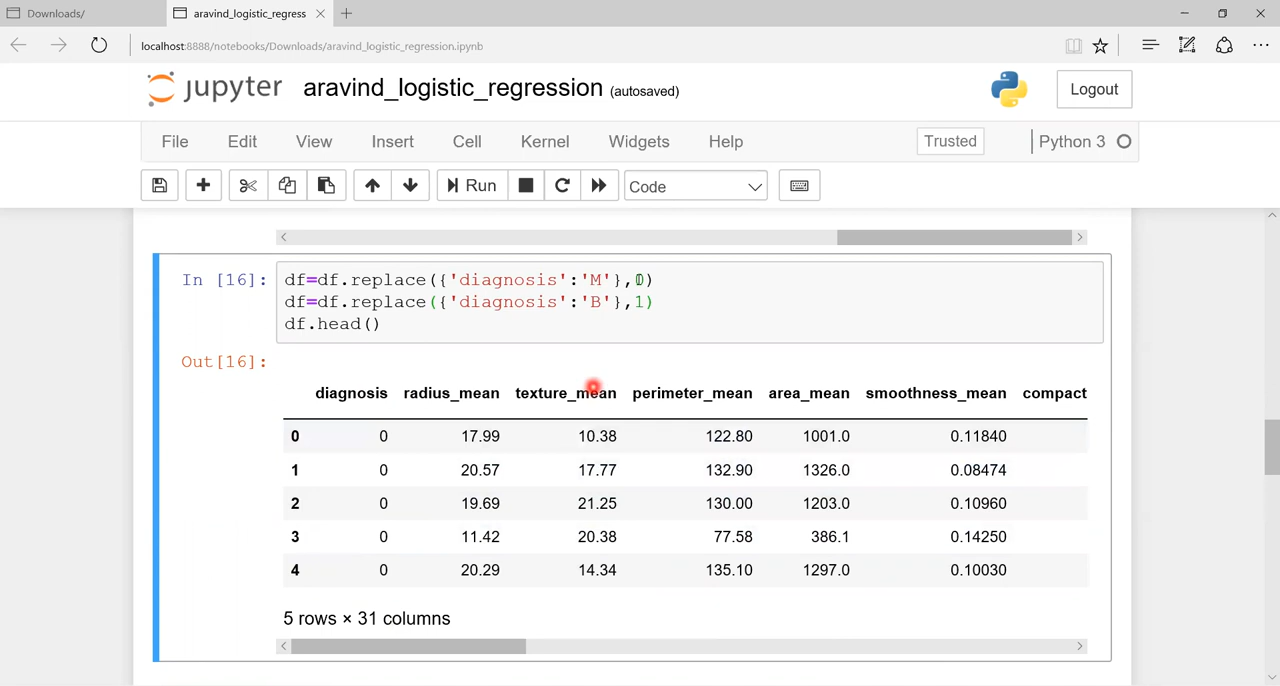 Downloads/ aravind_logistic_regress
localhost:8888/notebooks/Downloads/aravind_logistic_regression.ipynb
jupyter aravind_logistic_regression (autosaved) Logout
File Edit View Insert Cell Kernel Widgets Help Trusted Python 3
Run Code
In [16]: df=df.replace({'diagnosis':'M'},0)
df=df.replace({'diagnosis':'B'},1)
df.head()
Out[16]:
diagnosis radius_mean texture_mean perimeter_mean area_mean smoothness_mean compact
0 0 17.99 10.38 122.80 1001.0 0.11840
1 0 20.57 17.77 132.90 1326.0 0.08474
2 0 19.69 21.25 130.00 1203.0 0.10960
3 0 11.42 20.38 77.58 386.1 0.14250
4 0 20.29 14.34 135.10 1297.0 0.10030
5 rows × 31 columns